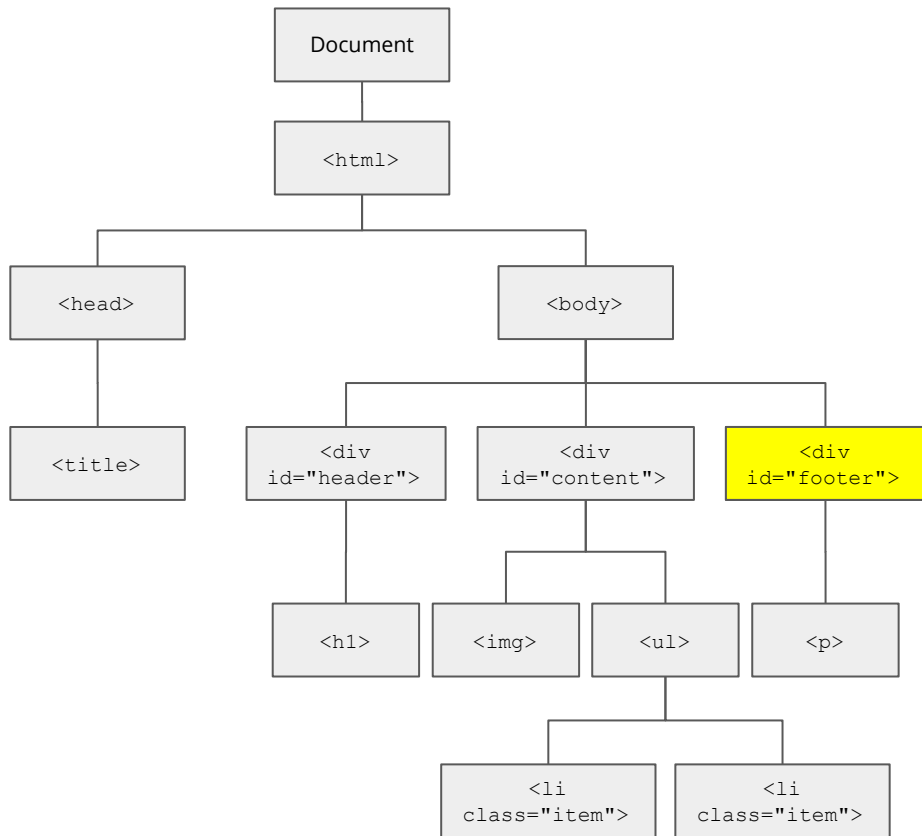 Document
<html>
<head>
<body>
<title>
<div
id="header">
<div
id="content">
<div
id="footer">
<h1>
<img>
<ul>
<p>
<li
class="item">
<li
class="item">